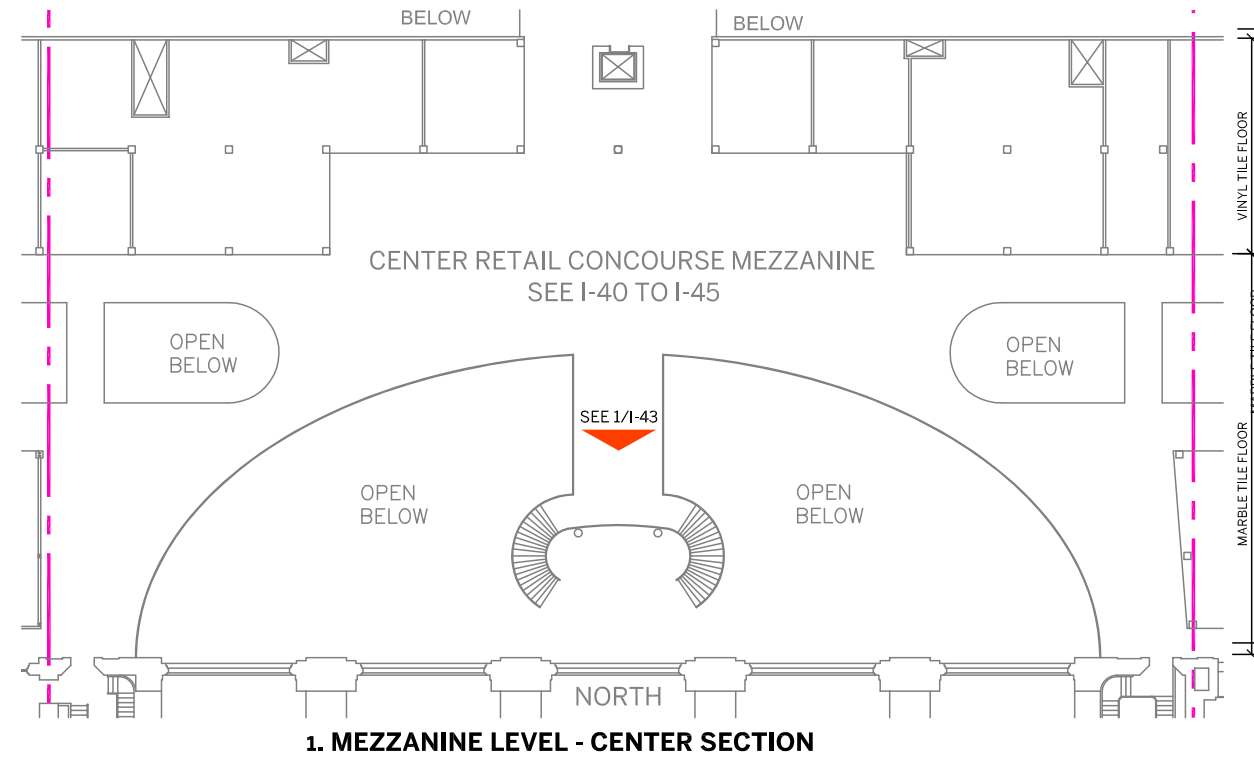 BELOW
BELOW
VINYL TILE FLOOR
CENTER RETAIL CONCOURSE MEZZANINE
SEE I-40 TO I-45
OPEN
BELOW
OPEN
BELOW
SEE 1/I-43
MARBLE TILE FLOOR
OPEN
BELOW
OPEN
BELOW
NORTH
1. MEZZANINE LEVEL - CENTER SECTION